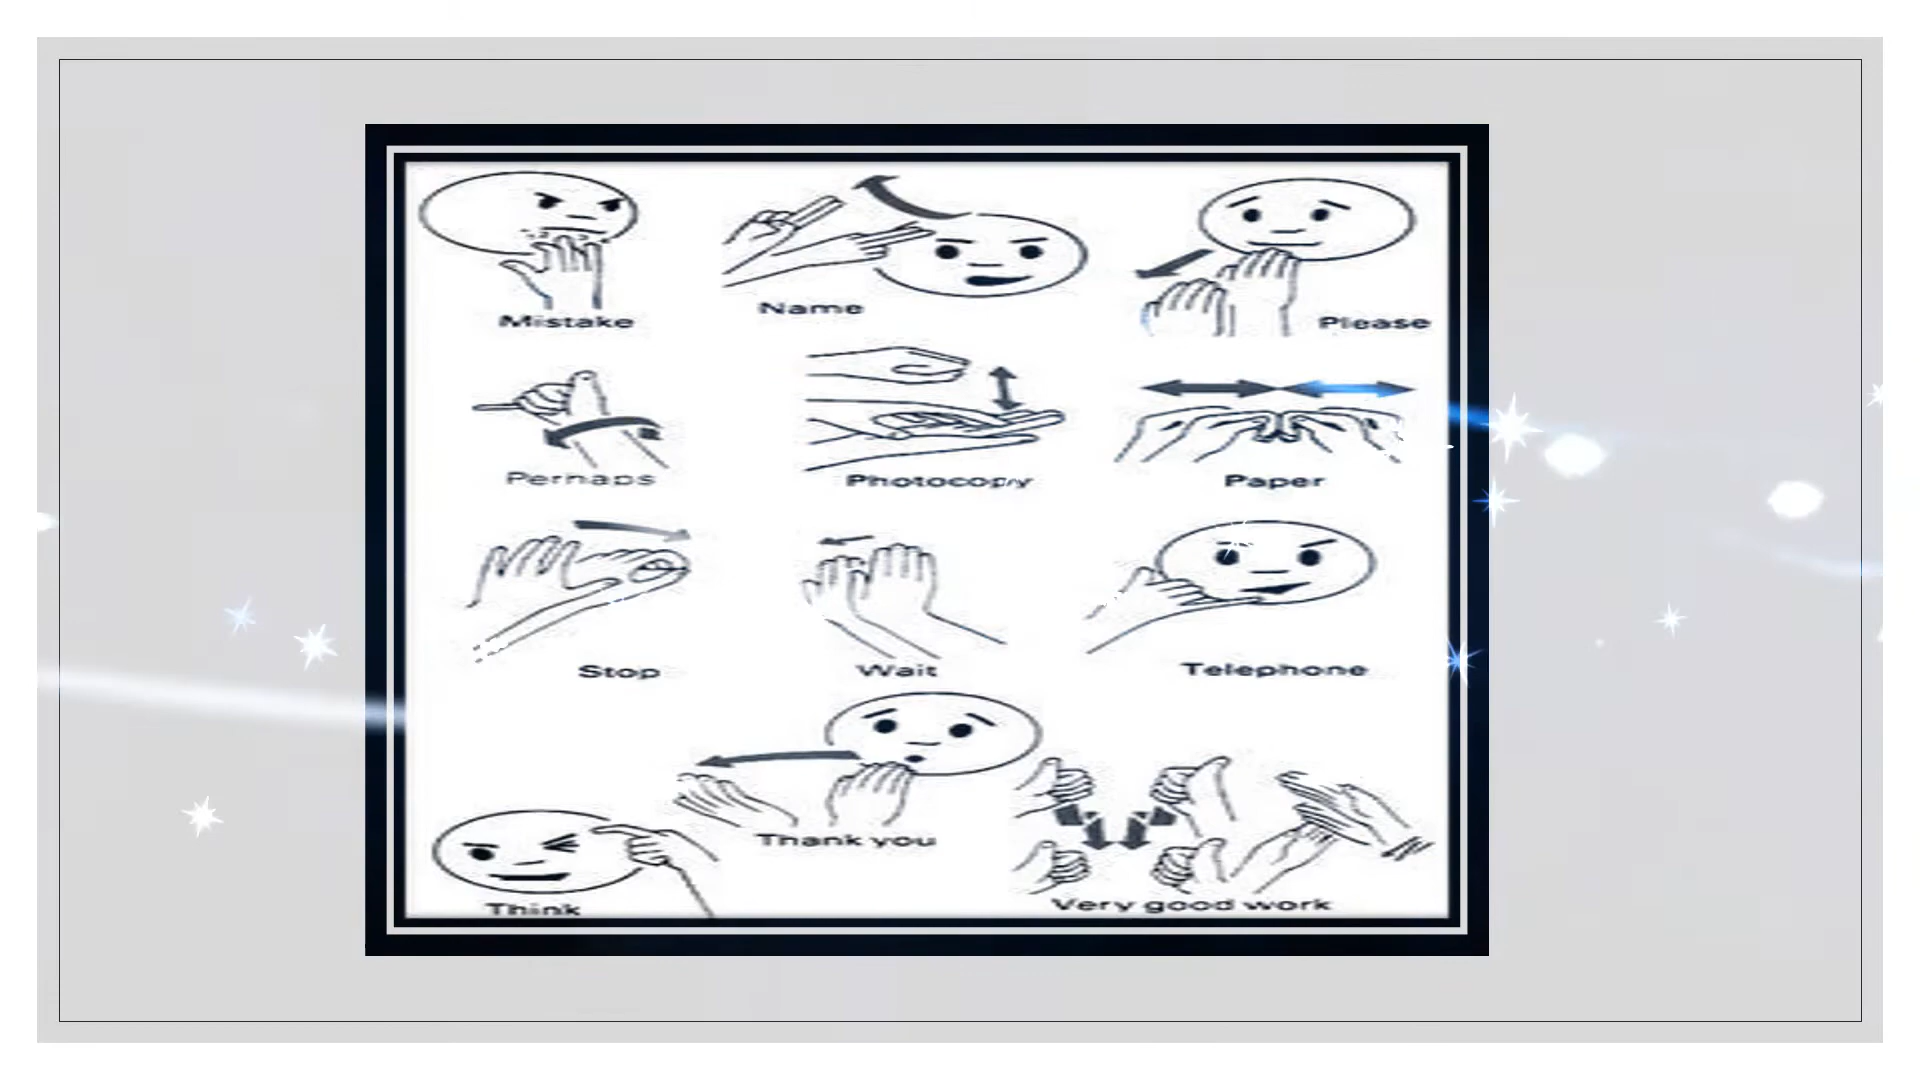 Mistake
Name
Please
Perhaps
Photocopy
Paper
Stop
Wait
Telephone
Thank you
Think
Very good work